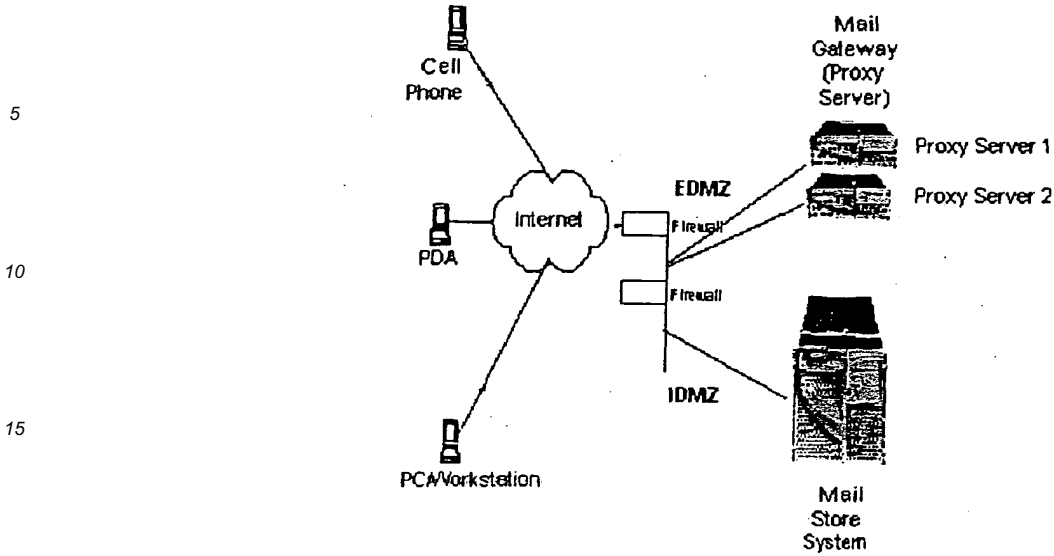 Mail
Gateway
(Proxy
Server)
Cell
Phone
5
Proxy Server 1
EDMZ
Proxy Server 2
Internet
Firewall
PDA
10
Firewall
IDMZ
15
PC/Workstation
Mail
Store
System